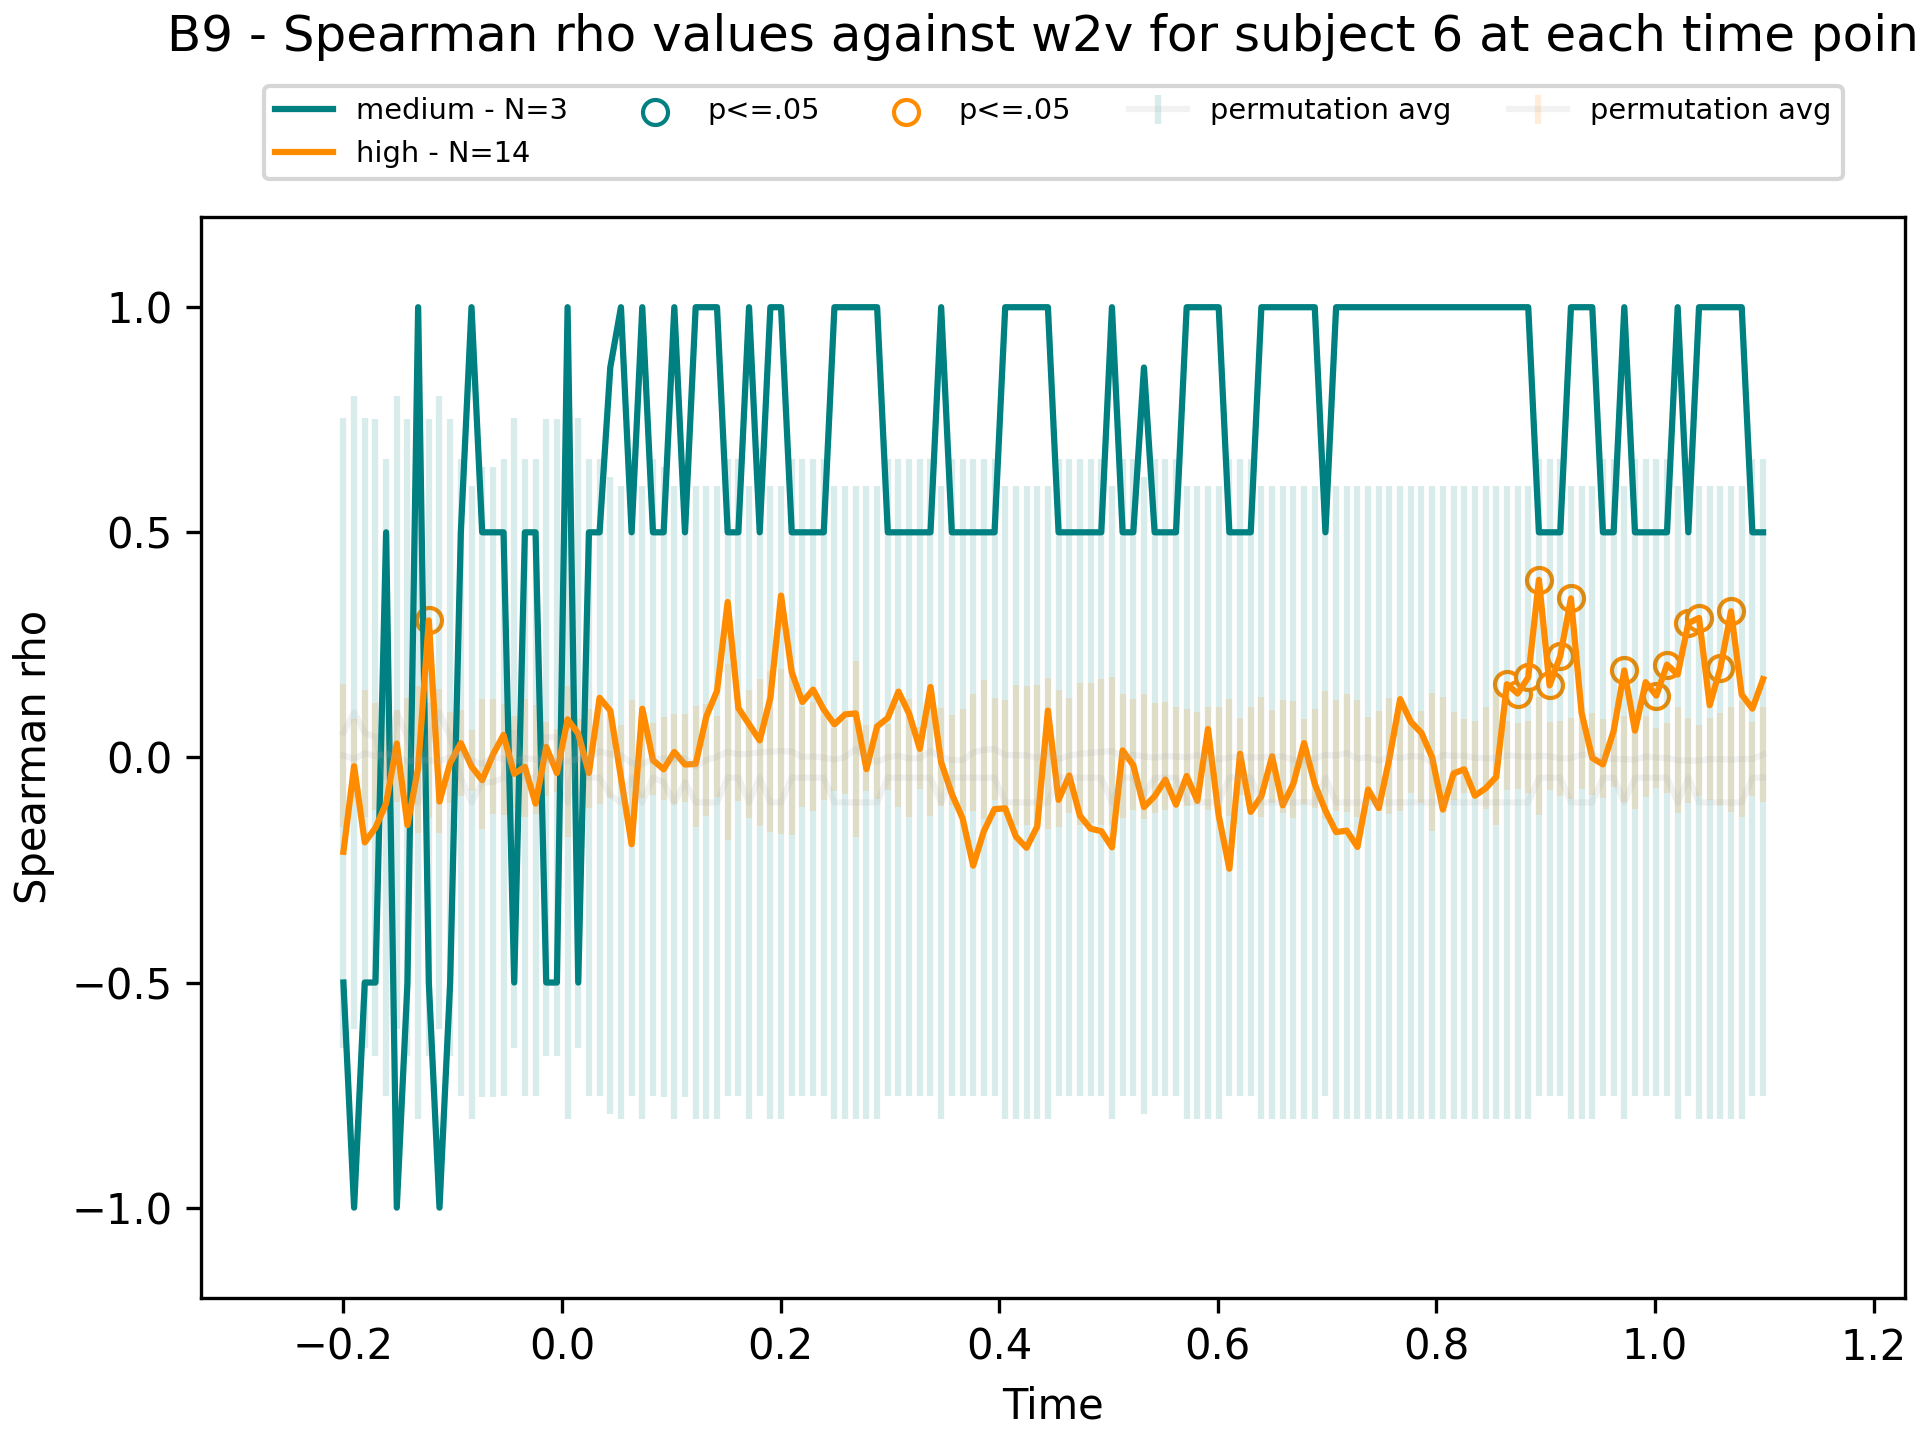 B9 - Spearman rho values against w2v for subject 6 at each time poin
medium - N=3
high - N=14
p<=.05
p<=.05
permutation avg
permutation avg
Spearman rho
1.0
0.5
0.0
−0.5
−1.0
−0.2 0.0 0.2 0.4 0.6 0.8 1.0 1.2
Time